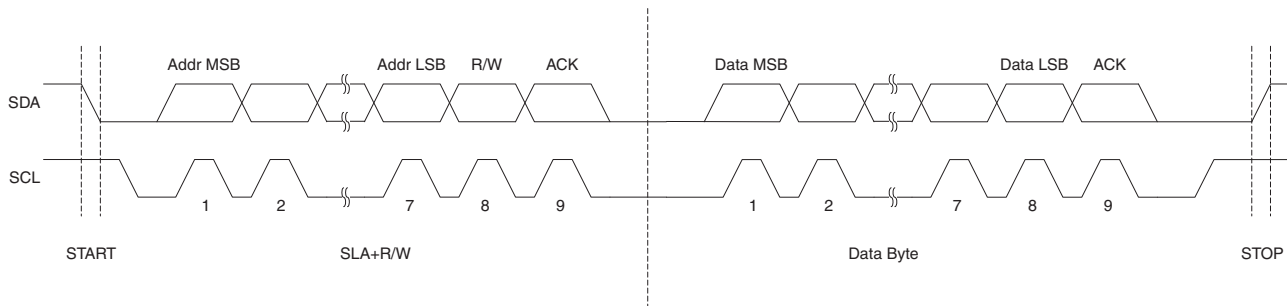 Addr MSB Addr LSB R/W ACK Data MSB Data LSB ACK
SDA
SCL
1 2 7 8 9 1 2 7 8 9
START SLA+R/W Data Byte STOP